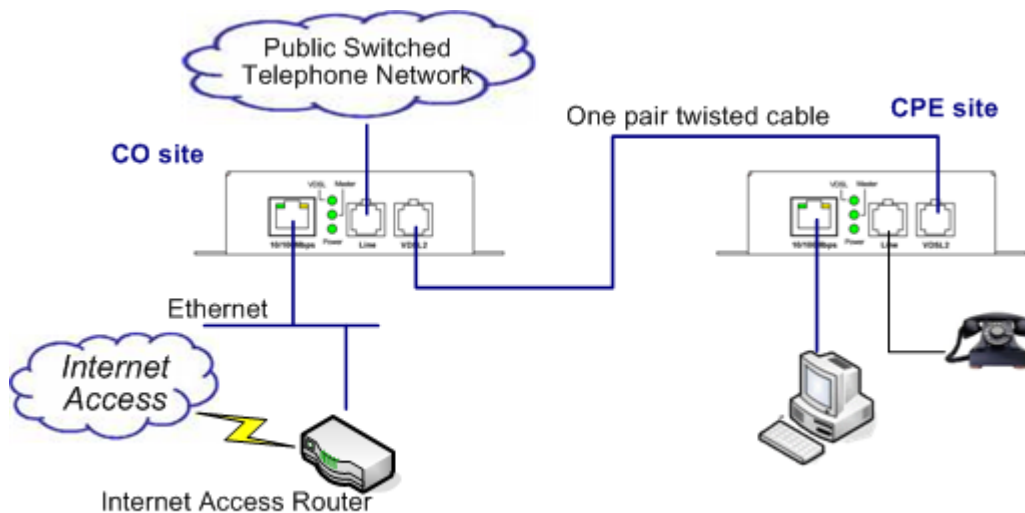 Public Switched
Telephone Network
One pair twisted cable
CPE site
CO site
VDSL
Master
10/100Mbps
Power
Line
VDSL2
VDSL
Master
10/100Mbps
Power
Line
VDSL2
Ethernet
Internet
Access
Internet Access Router